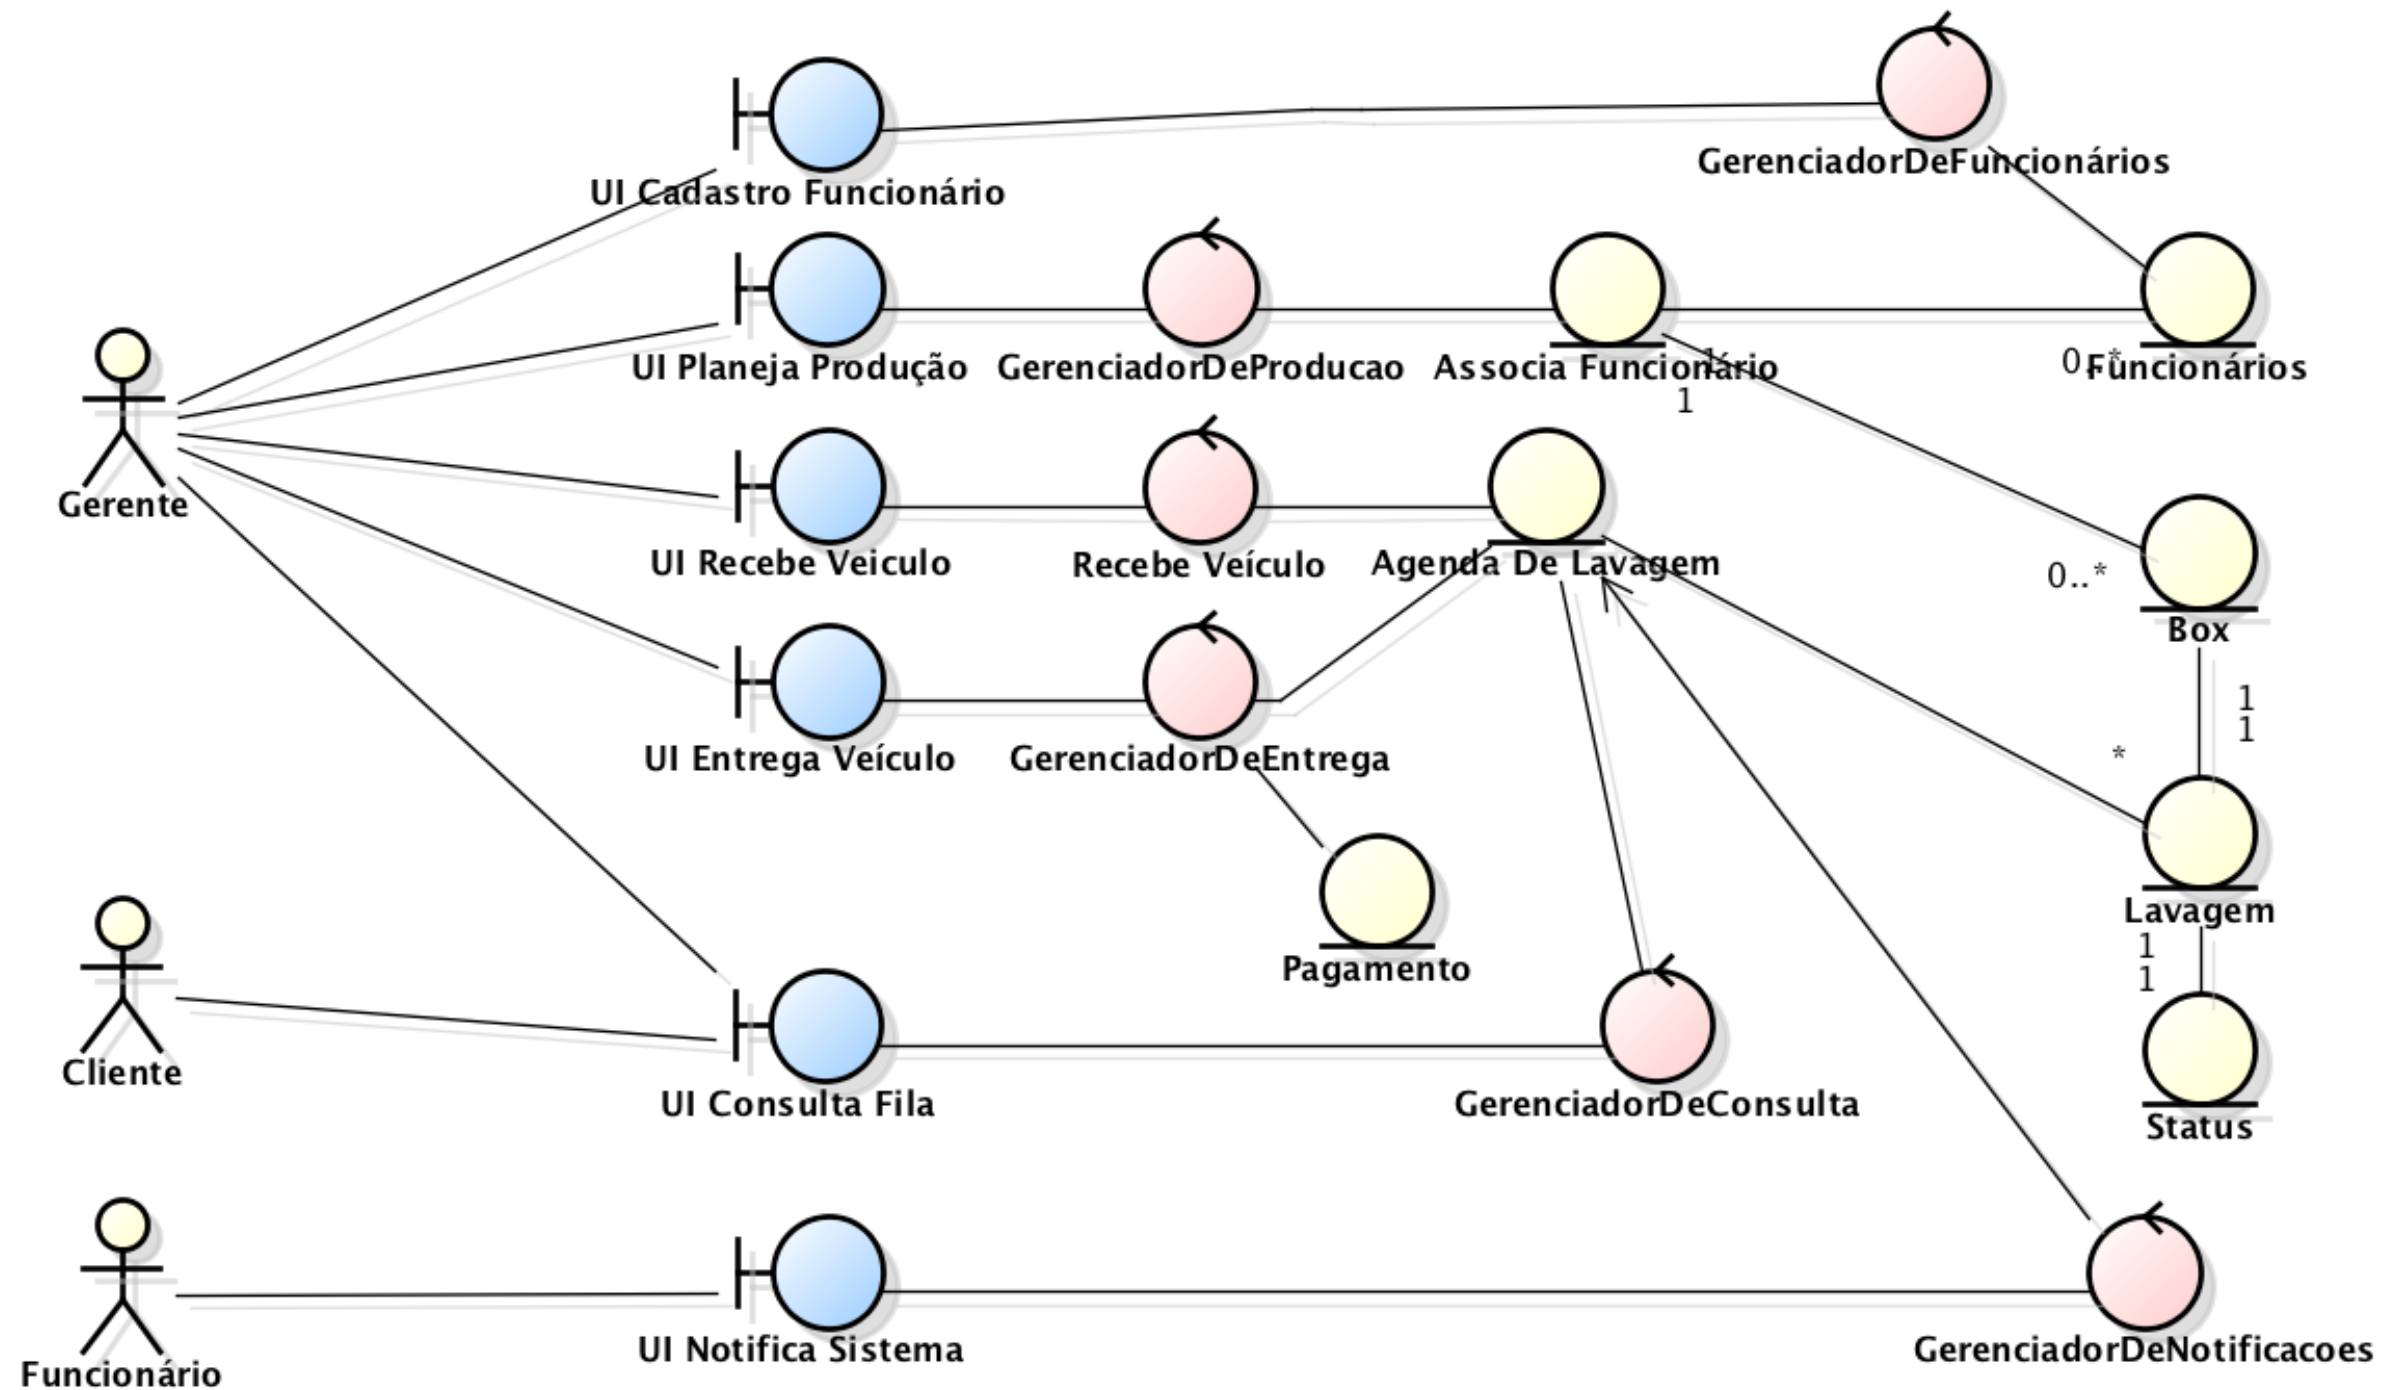 UI Cadastro Funcionário
GerenciadorDeFuncionários
UI Planeja Produção
GerenciadorDeProducao
Associa Funcionário
1
1
0..*
Funcionários
Gerente
UI Recebe Veiculo
Recebe Veículo
Agenda De Lavagem
0..*
Box
1
1
*
UI Entrega Veículo
GerenciadorDeEntrega
Lavagem
1
1
Pagamento
Cliente
UI Consulta Fila
GerenciadorDeConsulta
Status
UI Notifica Sistema
GerenciadorDeNotificacoes
Funcionário